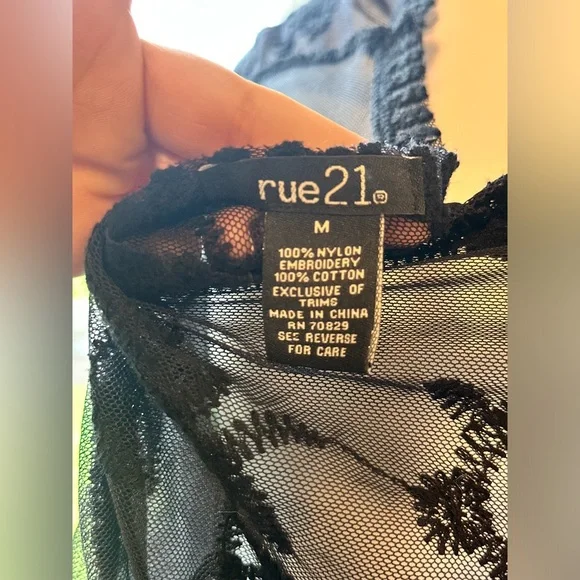 rue21®
M
100% NYLON
EMBROIDERY
100% COTTON
EXCLUSIVE OF
TRIMS
MADE IN CHINA
RN 70829
SEE REVERSE
FOR CARE